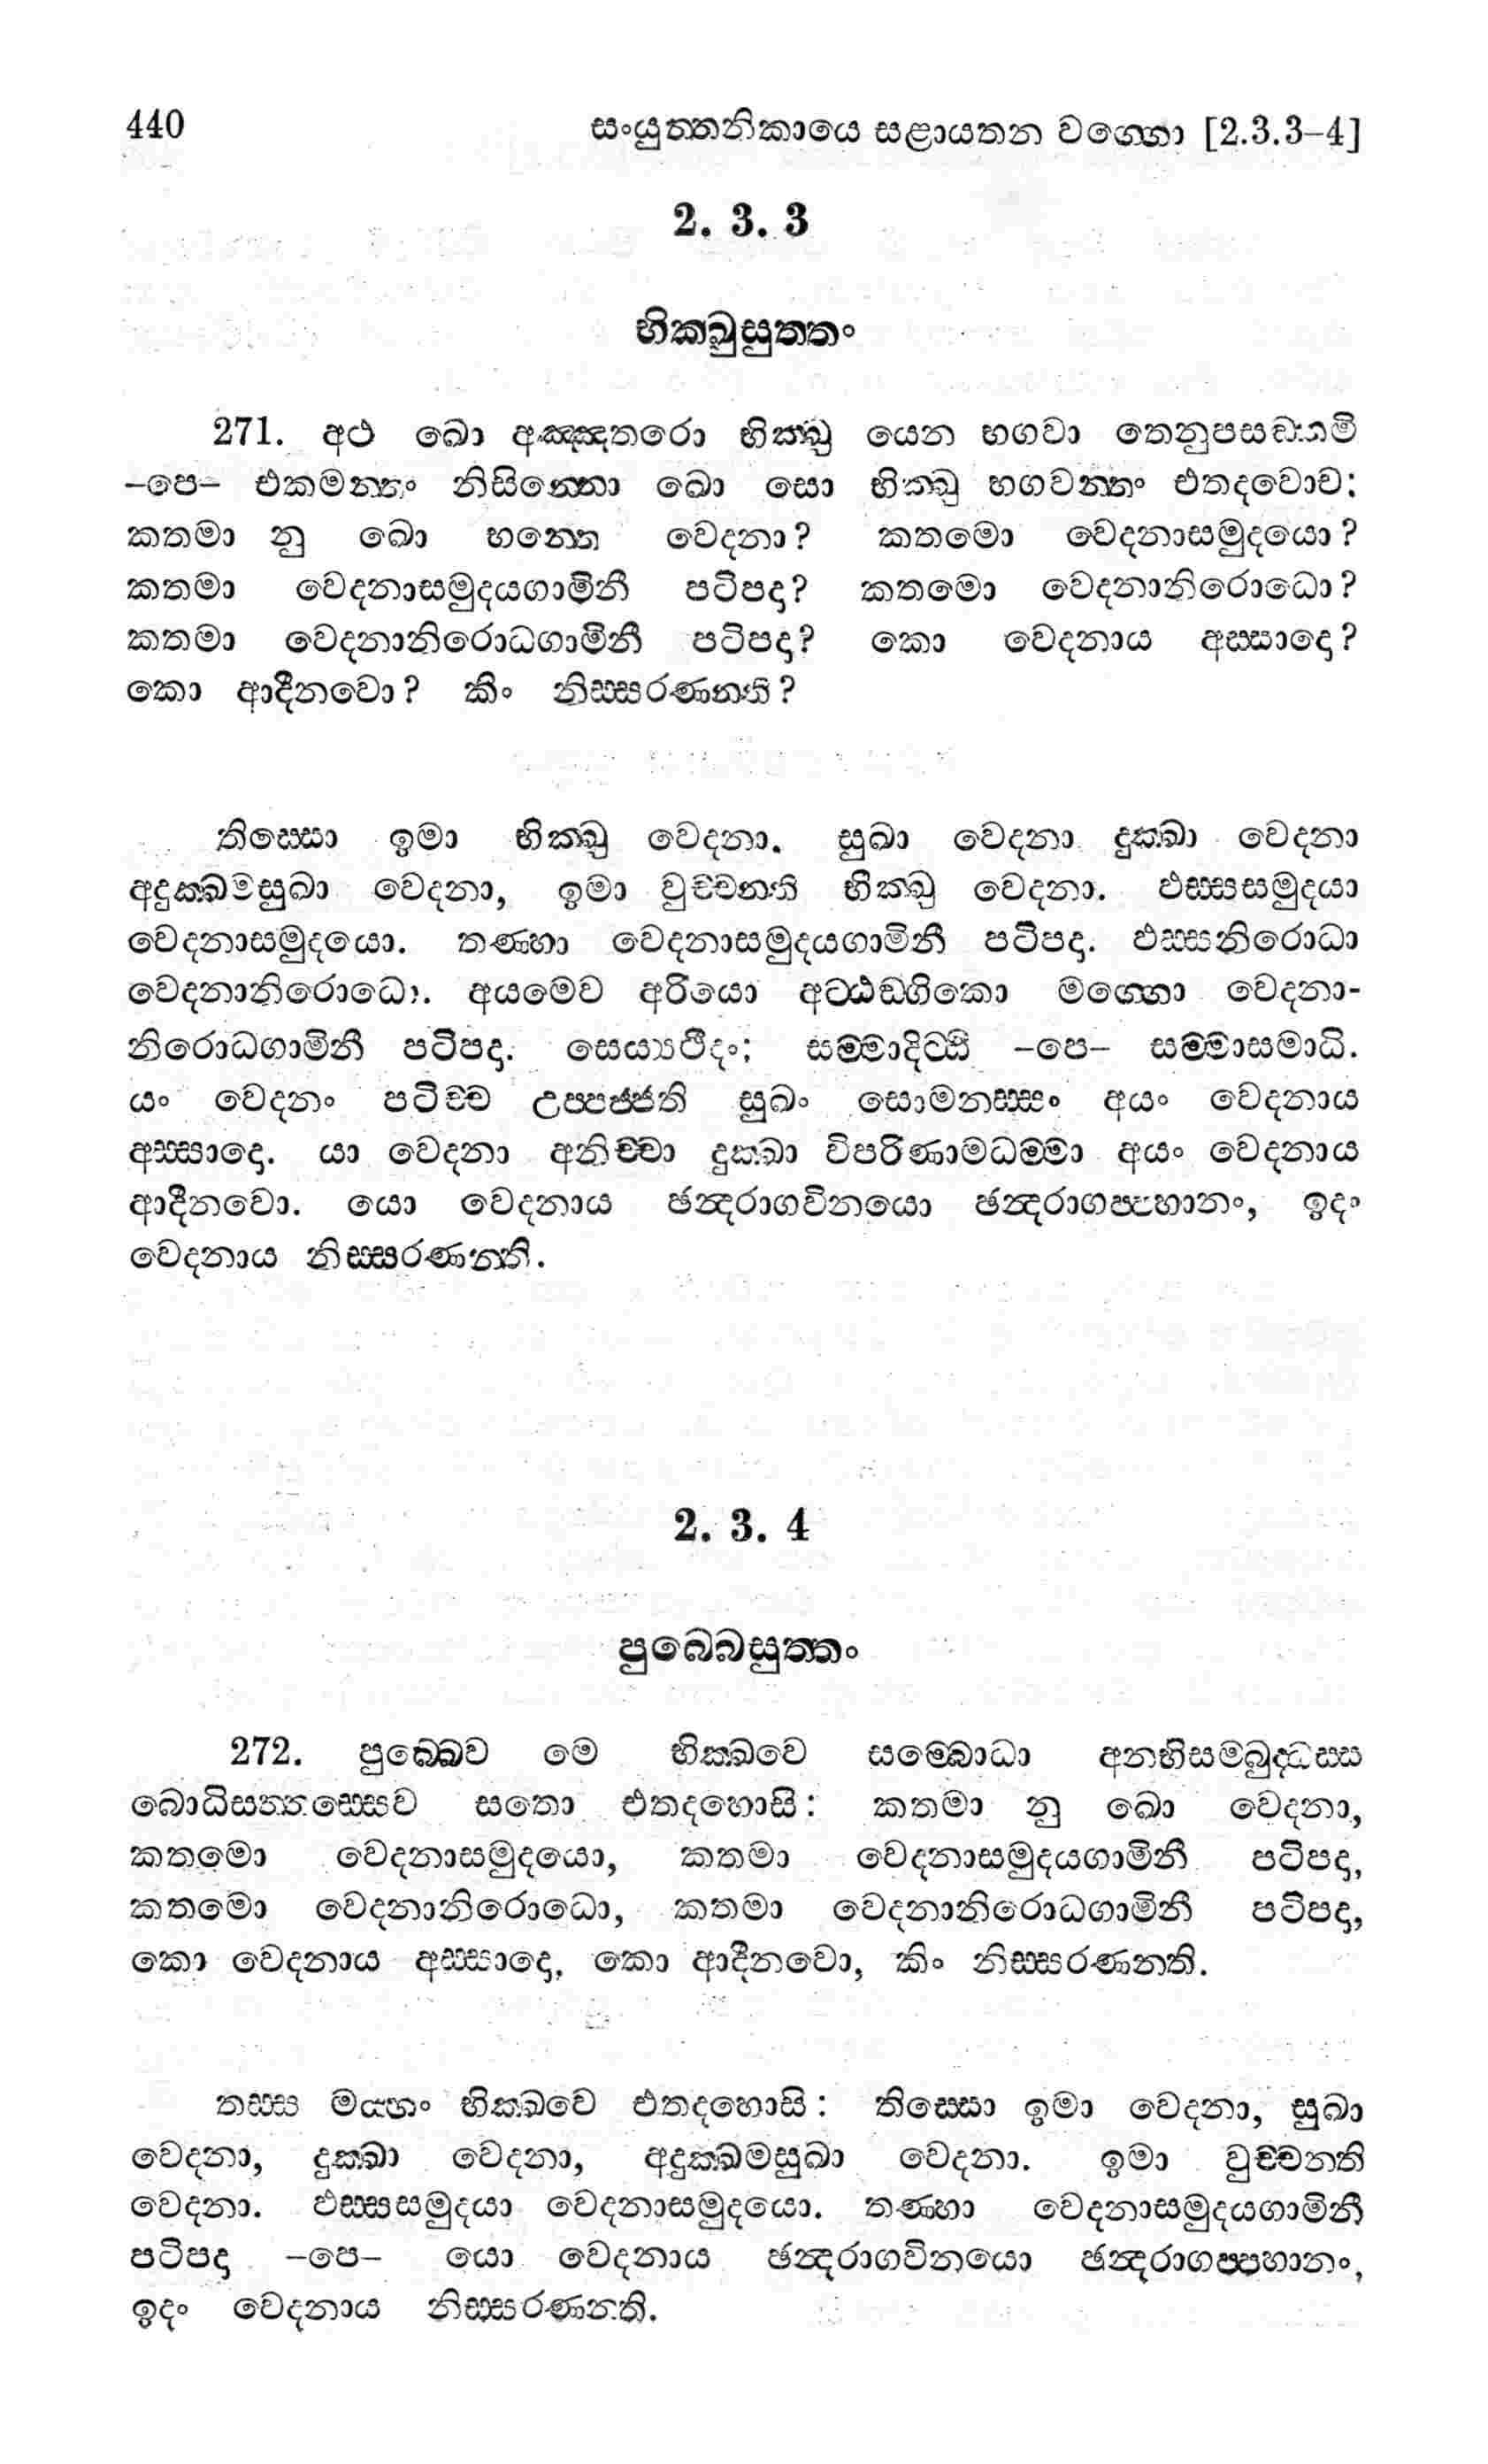 440 සංයුත්තනිකායෙ සළායතන වග්ගො [2.3.3–4]
2. 3. 3
භික්ඛුසුත්තං
271. අථ ඛො අඤ්ඤතරො භික්ඛු යෙන භගවා තෙනුපසඞ්කමි
–පෙ– එකමන්තං නිසින්නො ඛො සො භික්ඛු භගවන්තං එතදවොච:
කතමා නු ඛො භන්තෙ වෙදනා? කතමො වෙදනාසමුදයො?
කතමා වෙදනාසමුදයගාමිනී පටිපදා? කතමො වෙදනානිරොධො?
කතමා වෙදනානිරොධගාමිනී පටිපදා? කො වෙදනාය අස්සාදො?
කො ආදීනවො? කිං නිස්සරණන්ති?
තිස්සො ඉමා භික්ඛු වෙදනා. සුඛා වෙදනා දුක්ඛා වෙදනා
අදුක්ඛමසුඛා වෙදනා, ඉමා වුච්චන්ති භික්ඛු වෙදනා. ඵස්සසමුදයා
වෙදනාසමුදයො. තණ්හා වෙදනාසමුදයගාමිනී පටිපදා. ඵස්සනිරොධා
වෙදනානිරොධො. අයමෙව අරියො අට්ඨඞ්ගිකො මග්ගො වෙදනා-
නිරොධගාමිනී පටිපදා. සෙය්‍යථීදං; සම්මාදිට්ඨි –පෙ– සම්මාසමාධි.
යං වෙදනං පටිච්ච උප්පජ්ජති සුඛං සොමනස්සං අයං වෙදනාය
අස්සාදො. යා වෙදනා අනිච්චා දුක්ඛා විපරිණාමධම්මා අයං වෙදනාය
ආදීනවො. යො වෙදනාය ඡන්දරාගවිනයො ඡන්දරාගප්පහානං, ඉදං
වෙදනාය නිස්සරණන්ති.
2. 3. 4
පුබ්බෙසුත්තං
272. පුබ්බෙව මෙ භික්ඛවෙ සම්බොධා අනභිසම්බුද්ධස්ස
බොධිසත්තස්සෙව සතො එතදහොසි: කතමා නු ඛො වෙදනා,
කතමො වෙදනාසමුදයො, කතමා වෙදනාසමුදයගාමිනී පටිපදා,
කතමො වෙදනානිරොධො, කතමා වෙදනානිරොධගාමිනී පටිපදා,
කො වෙදනාය අස්සාදො, කො ආදීනවො, කිං නිස්සරණන්ති.
තස්ස මය්හං භික්ඛවෙ එතදහොසි: තිස්සො ඉමා වෙදනා, සුඛා
වෙදනා, දුක්ඛා වෙදනා, අදුක්ඛමසුඛා වෙදනා. ඉමා වුච්චන්ති
වෙදනා. ඵස්සසමුදයා වෙදනාසමුදයො. තණ්හා වෙදනාසමුදයගාමිනී
පටිපදා –පෙ– යො වෙදනාය ඡන්දරාගවිනයො ඡන්දරාගප්පහානං,
ඉදං වෙදනාය නිස්සරණන්ති.